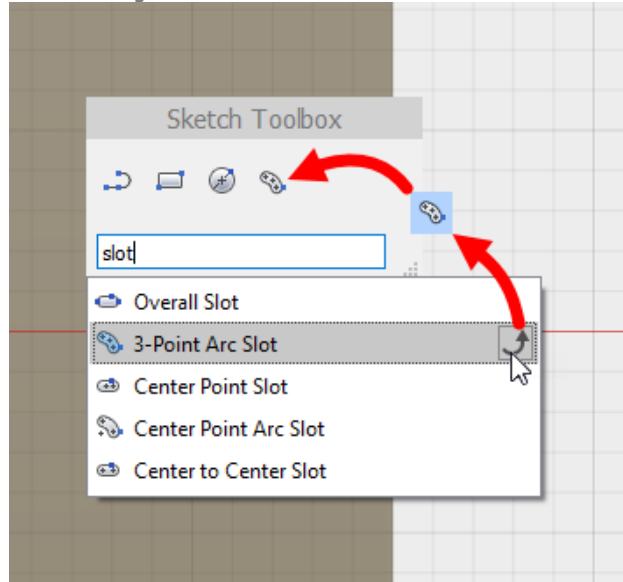 Sketch Toolbox
slot
Overall Slot
3-Point Arc Slot
Center Point Slot
Center Point Arc Slot
Center to Center Slot